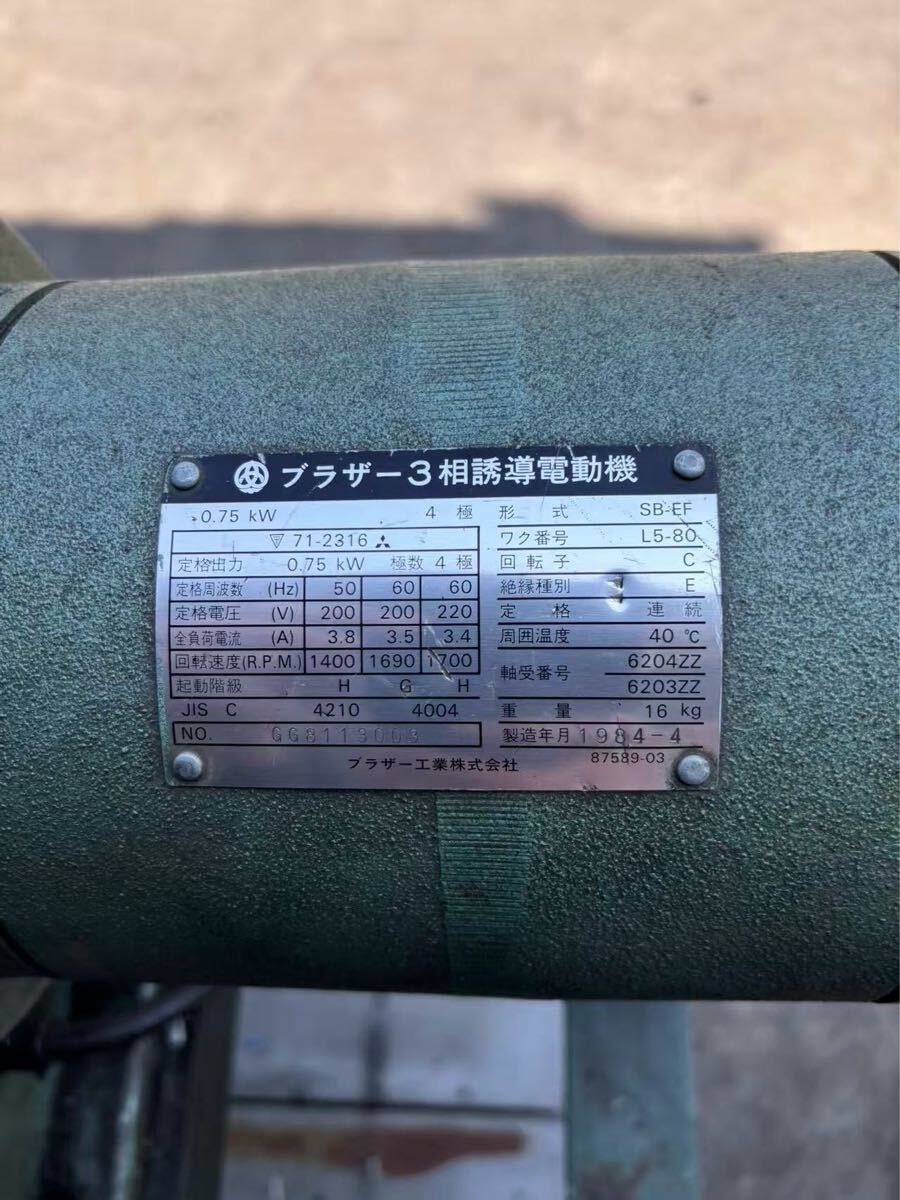 ブラザー3相誘導電動機
0.75 kW 4 極
71-2316
定格出力 0.75 kW 極数 4 極
定格周波数 (Hz) 50 60 60
定格電圧 (V) 200 200 220
全負荷電流 (A) 3.8 3.5 3.4
回転速度(R.P.M.) 1400 1690 1700
起動階級 H G H
JIS C 4210 4004
NO. GG8113003
形式 SB-EF
ワク番号 L5-80
回転子 C
絶縁種別 E
定格 連続
周囲温度 40 ℃
軸受番号 6204ZZ
6203ZZ
重量 16 kg
製造年月 1984-4
87589-03
ブラザー工業株式会社